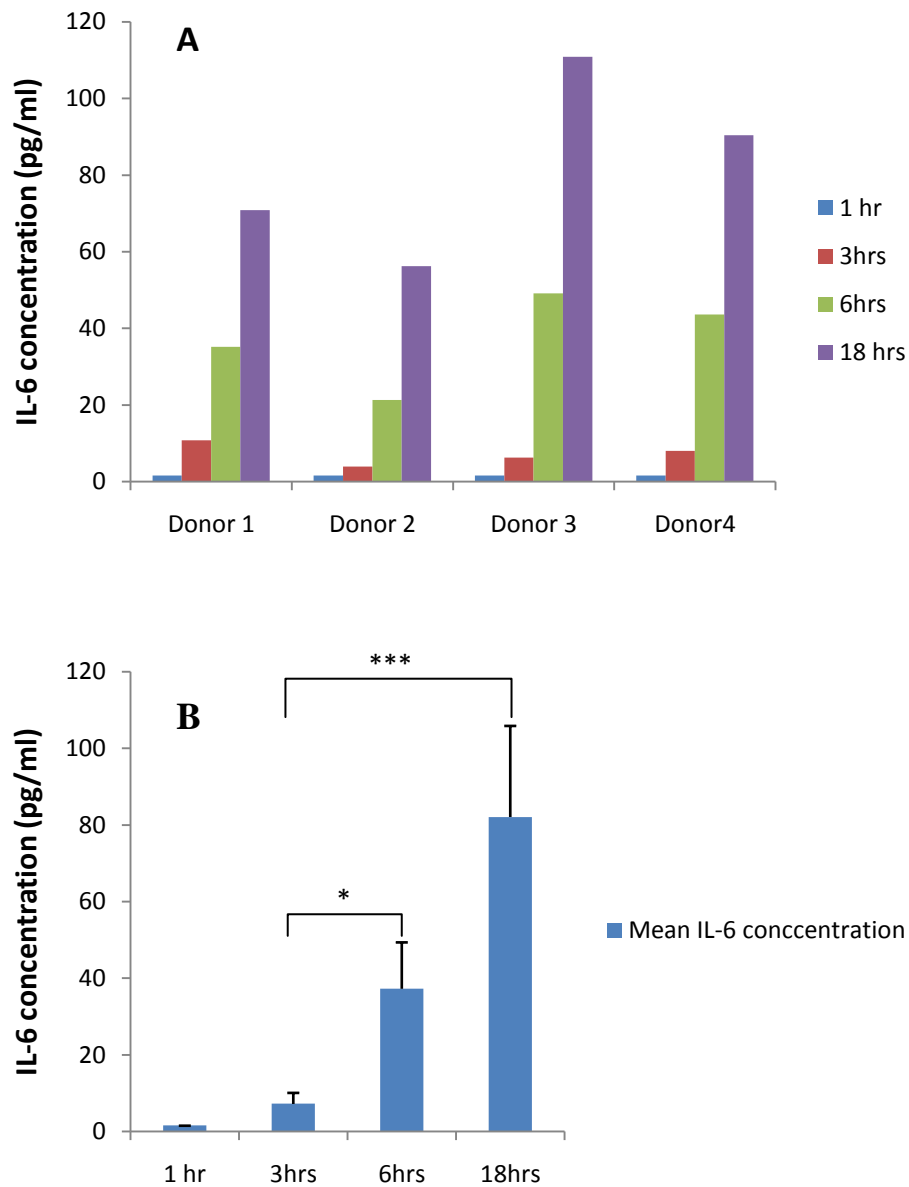 A
IL-6 concentration (pg/ml)
120
100
80
60
40
20
0
Donor 1
Donor 2
Donor 3
Donor4
1 hr
3hrs
6hrs
18 hrs
B
IL-6 concentration (pg/ml)
120
100
80
60
40
20
0
***
*
1 hr
3hrs
6hrs
18hrs
Mean IL-6 conccentration